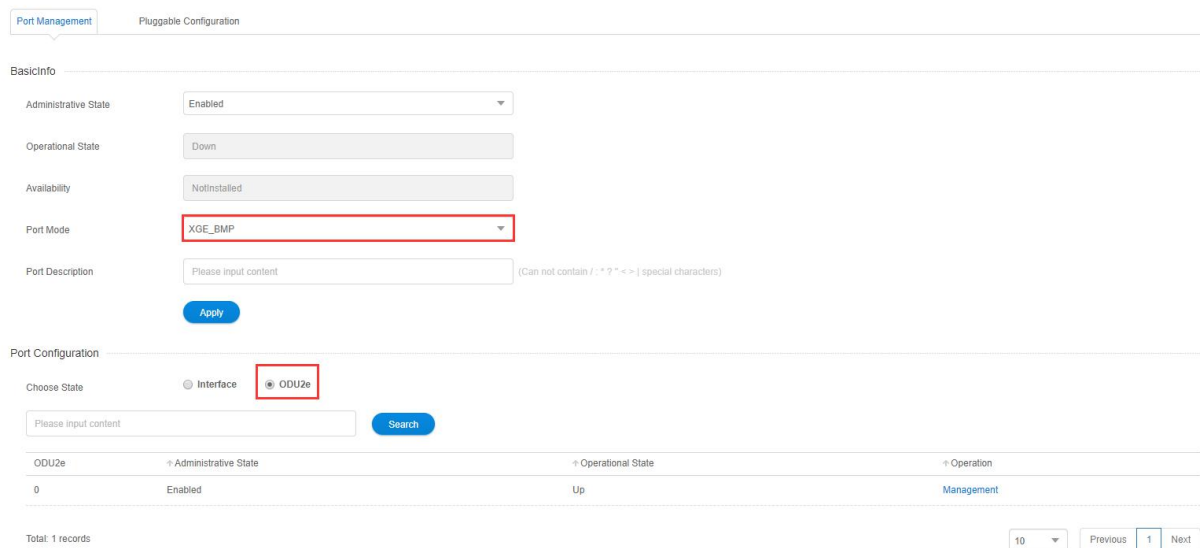 Port Management Pluggable Configuration
BasicInfo
Administrative State Enabled
Operational State Down
Availability NotInstalled
Port Mode XGE_BMP
Port Description Please input content (Can not contain / : * ? " < > | special characters)
Apply
Port Configuration
Choose State Interface ODU2e
Please input content Search
ODU2e Administrative State Operational State Operation
0 Enabled Up Management
Total: 1 records 10 Previous 1 Next